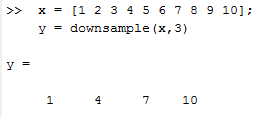 >> x = [1 2 3 4 5 6 7 8 9 10];
y = downsample(x,3)
y =
1 4 7 10